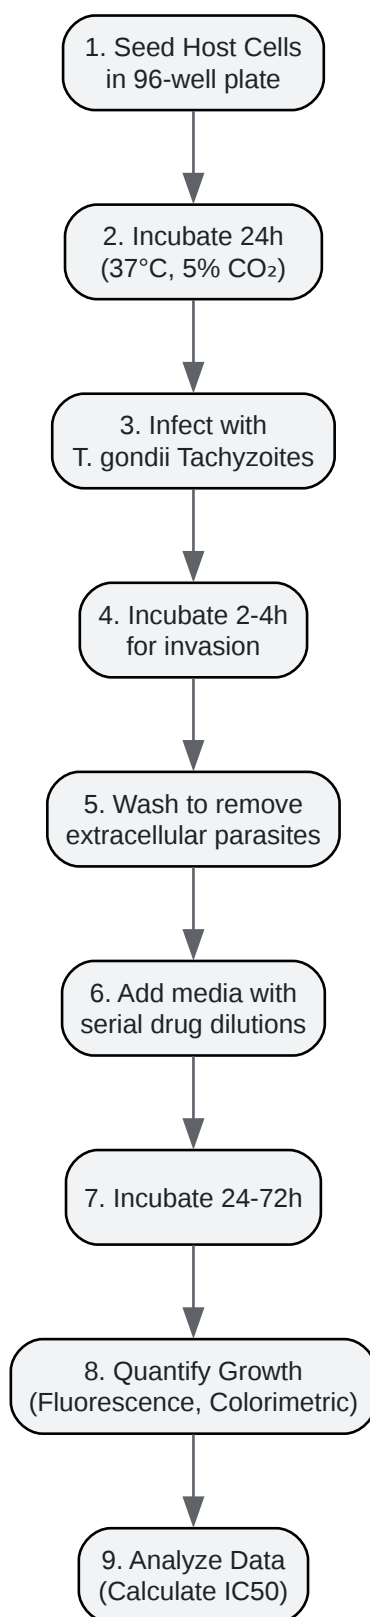 1. Seed Host Cells
in 96-well plate
2. Incubate 24h
(37°C, 5% CO₂)
3. Infect with
T. gondii Tachyzoites
4. Incubate 2-4h
for invasion
5. Wash to remove
extracellular parasites
6. Add media with
serial drug dilutions
7. Incubate 24-72h
8. Quantify Growth
(Fluorescence, Colorimetric)
9. Analyze Data
(Calculate IC50)